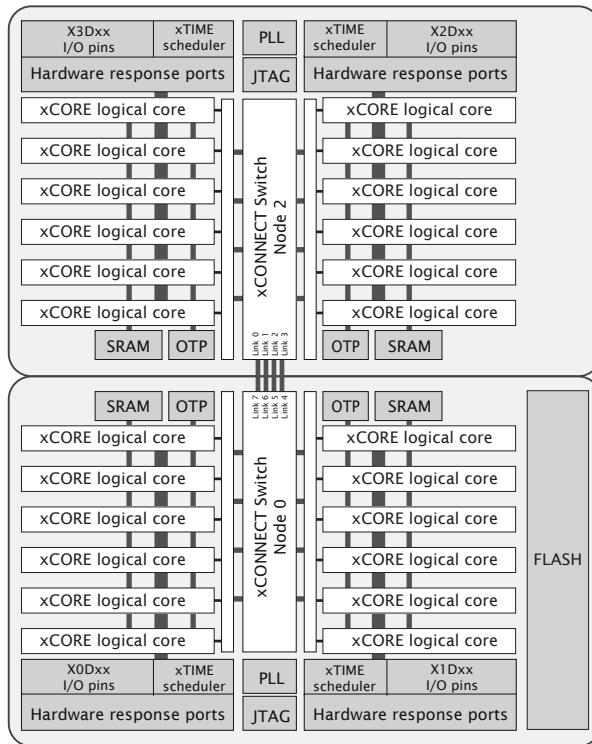 X3Dxx
I/O pins
xTIME
scheduler
PLL
xTIME
scheduler
X2Dxx
I/O pins
Hardware response ports
JTAG
Hardware response ports
xCORE logical core
xCORE logical core
xCORE logical core
xCORE logical core
xCORE logical core
xCORE logical core
xCONNECT Switch
Node 2
xCORE logical core
xCORE logical core
xCORE logical core
xCORE logical core
xCORE logical core
xCORE logical core
SRAM
OTP
Link 0
Link 1
Link 2
Link 3
OTP
SRAM
SRAM
OTP
Link 7
Link 6
Link 5
Link 4
OTP
SRAM
xCORE logical core
xCORE logical core
xCORE logical core
xCORE logical core
xCORE logical core
xCORE logical core
xCONNECT Switch
Node 0
xCORE logical core
xCORE logical core
xCORE logical core
xCORE logical core
xCORE logical core
xCORE logical core
FLASH
X0Dxx
I/O pins
xTIME
scheduler
PLL
xTIME
scheduler
X1Dxx
I/O pins
Hardware response ports
JTAG
Hardware response ports